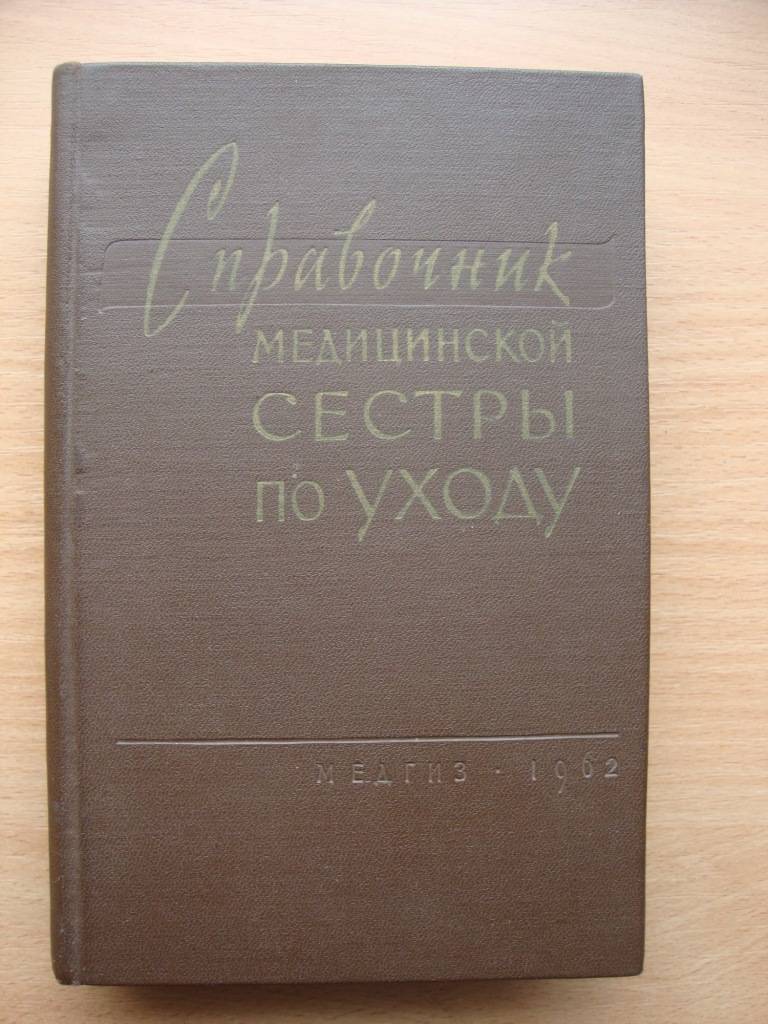 Справочник
МЕДИЦИНСКОЙ
СЕСТРЫ
ПО УХОДУ
МЕДГИЗ · 1962